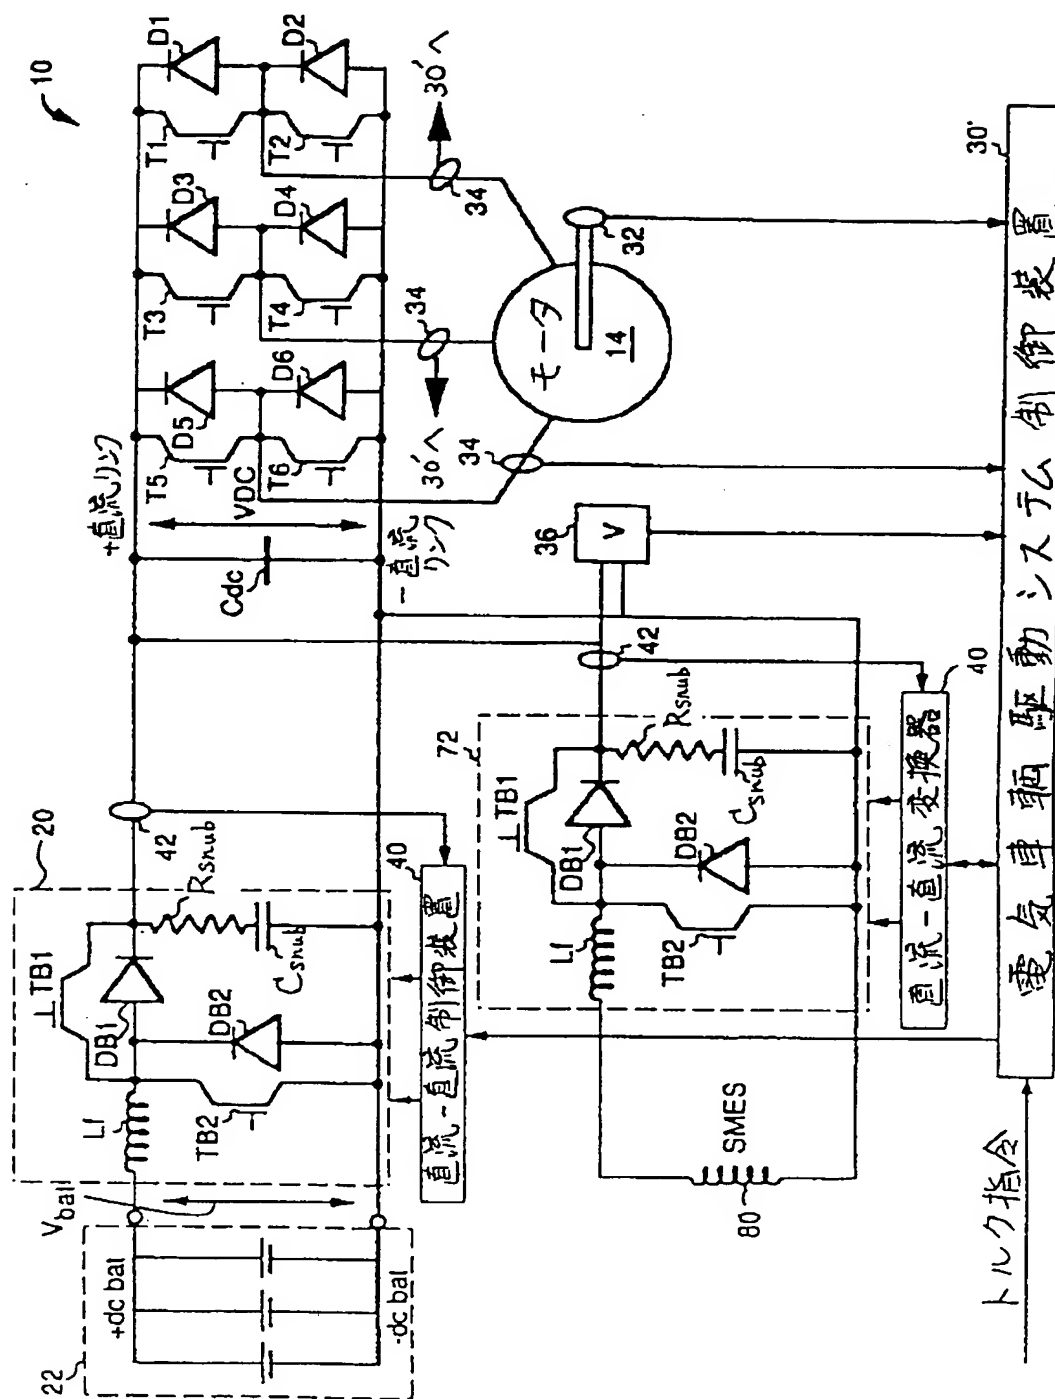 10
20
22
+dc bat
-dc bat
Vbat
Lf
TB1
DB1
DB2
TB2
Rsnub
Csnub
42
40
直流-直流制御装置
+直流リンク
-直流
リンク
Cdc
VDC
T5
D5
T6
D6
T3
D3
T4
D4
T1
D1
T2
D2
34
30'へ
34
30'へ
34
モータ
14
32
36
V
72
Lf
TB1
DB1
DB2
TB2
Rsnub
Csnub
42
40
直流-直流変換器
SMES
80
トルク指令
電気車輌駆動システム制御装置
30'